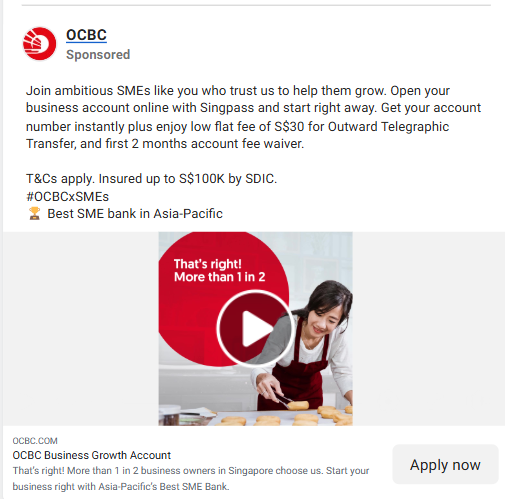 OCBC
Sponsored
Join ambitious SMEs like you who trust us to help them grow. Open your
business account online with Singpass and start right away. Get your account
number instantly plus enjoy low flat fee of S$30 for Outward Telegraphic
Transfer, and first 2 months account fee waiver.
T&Cs apply. Insured up to S$100K by SDIC.
#OCBCxSMEs
🏆 Best SME bank in Asia-Pacific
That's right!
More than 1 in 2
OCBC.COM
OCBC Business Growth Account
That's right! More than 1 in 2 business owners in Singapore choose us. Start your
business right with Asia-Pacific's Best SME Bank.
Apply now